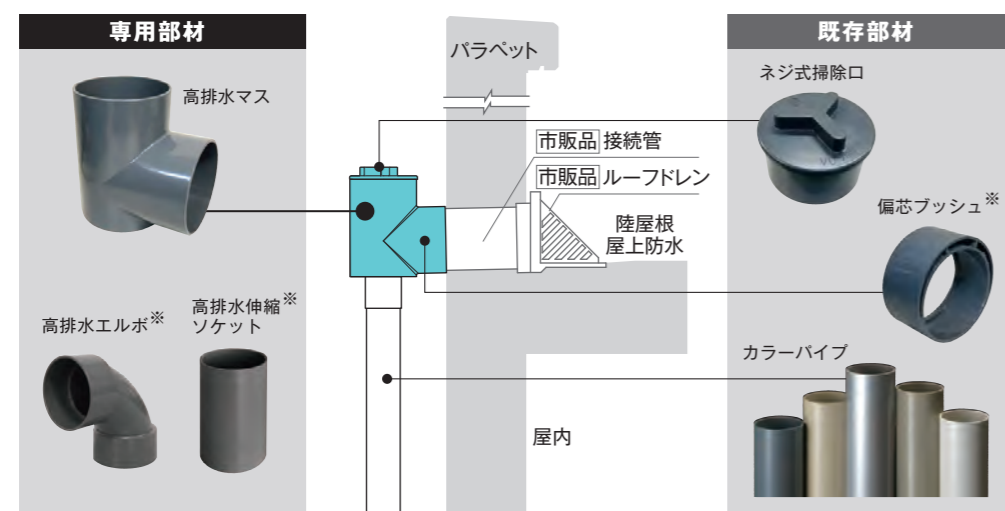 専用部材
高排水マス
高排水エルボ※
高排水伸縮※
ソケット
パラペット
市販品 接続管
市販品 ルーフドレン
陸屋根
屋上防水
屋内
既存部材
ネジ式掃除口
偏芯ブッシュ※
カラーパイプ